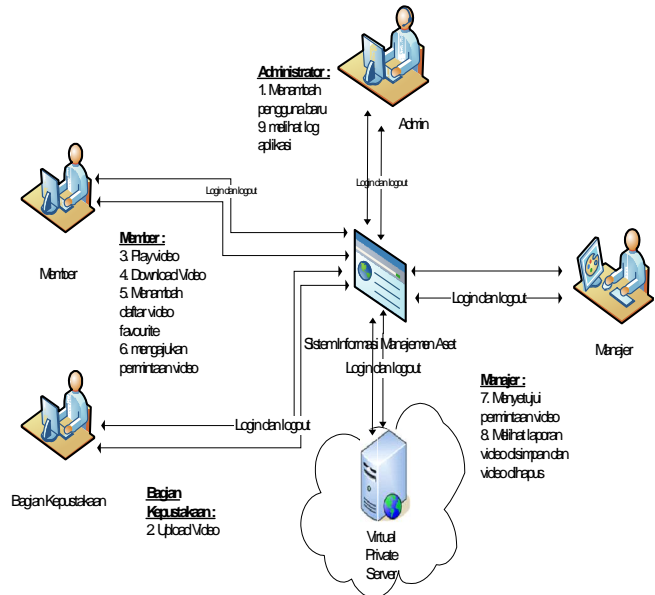 Administrator :
1. Menambah
pengguna baru
9. melihat log
aplikasi
Admin
Login dan logout
Login dan logout
Member
Member :
3. Play video
4. Download Video
5. Menambah
daftar video
favourite
6. mengajukan
permintaan video
Login dan logout
Manajer
Sistem Informasi Manajemen Aset
Login dan logout
Manajer :
7. Menyetujui
permintaan video
8. Melihat laporan
video disimpan dan
video dihapus
Login dan logout
Bagian Kepustakaan
Bagian
Kepustakaan :
2. Upload Video
Virtual
Private
Server